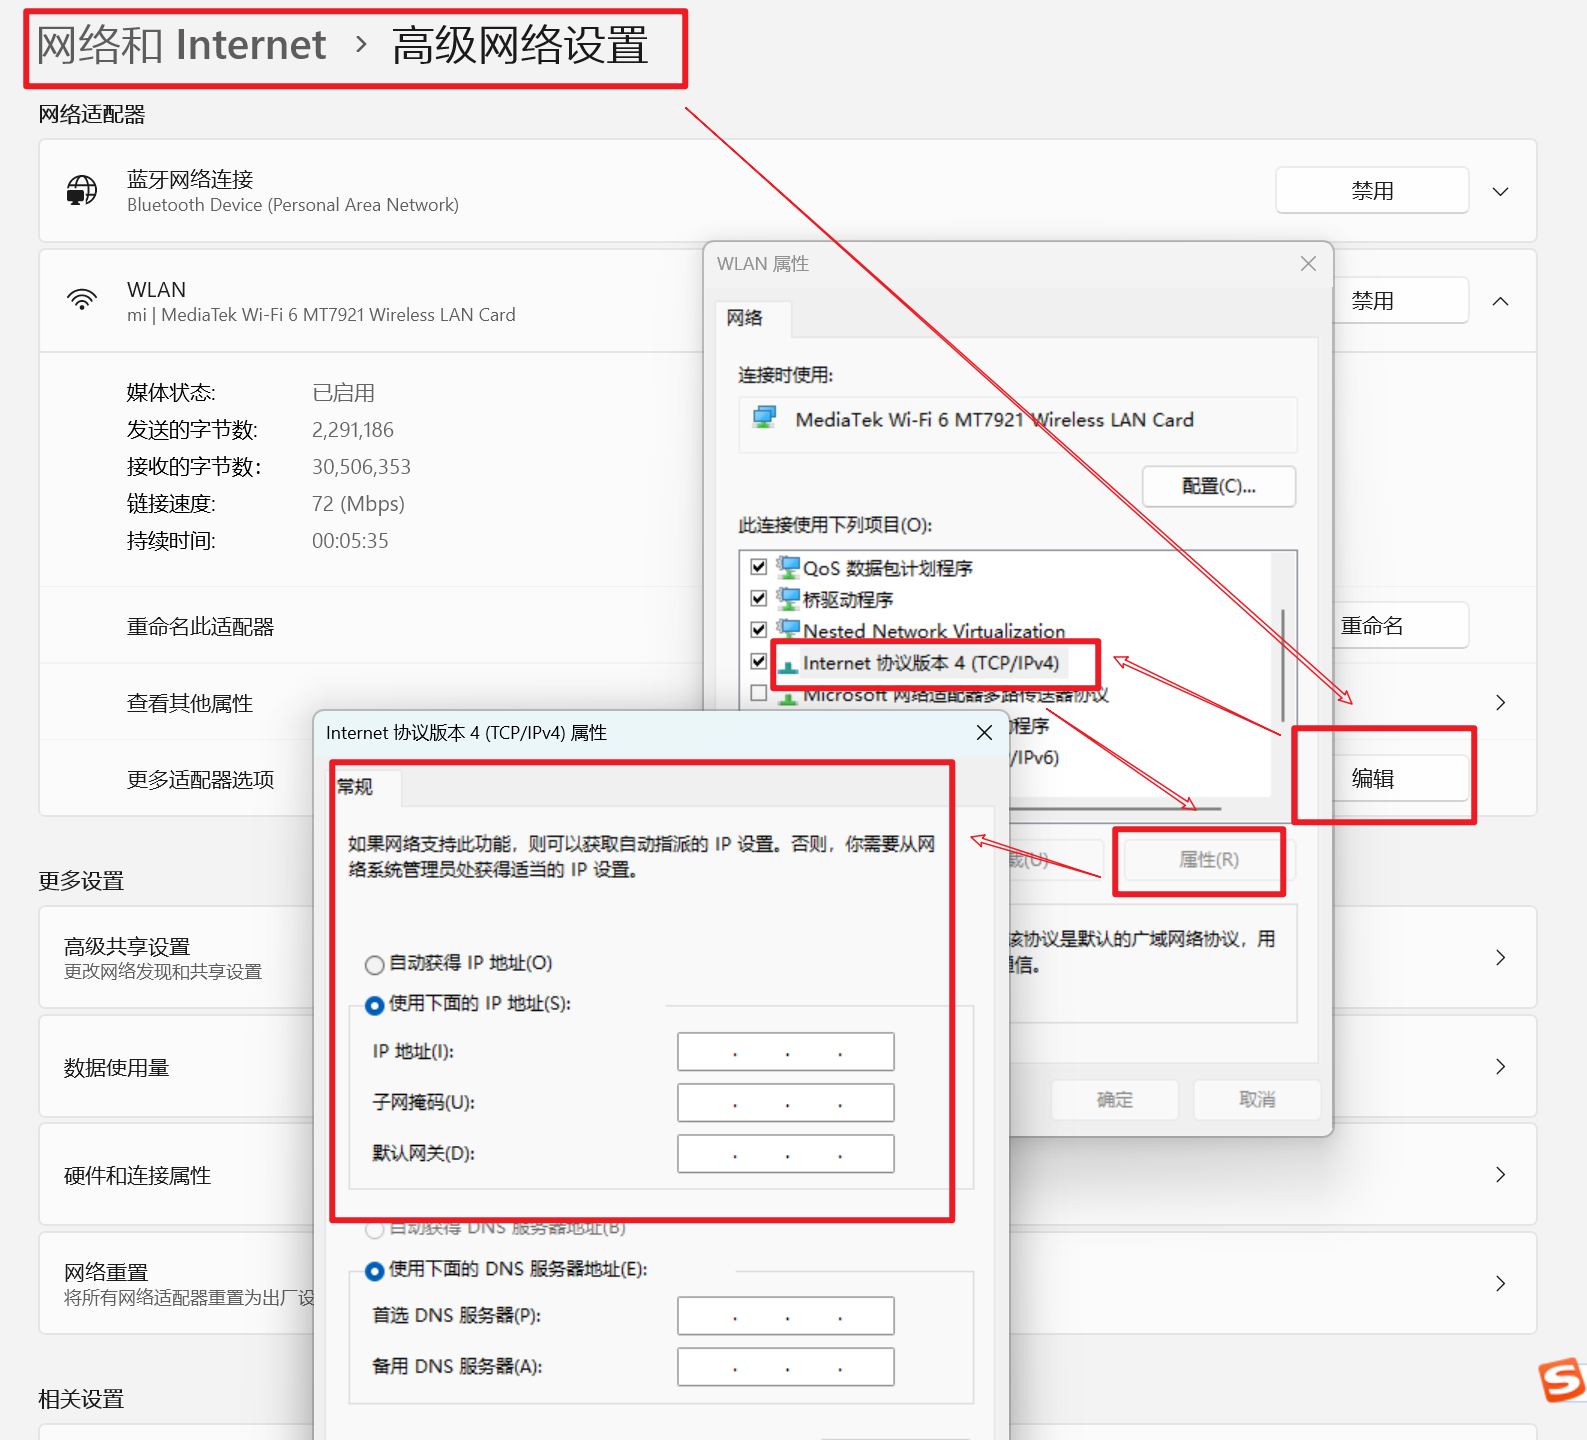 网络和 Internet › 高级网络设置
网络适配器
蓝牙网络连接
Bluetooth Device (Personal Area Network)
禁用
WLAN
mi | MediaTek Wi-Fi 6 MT7921 Wireless LAN Card
禁用
媒体状态: 已启用
发送的字节数: 2,291,186
接收的字节数: 30,506,353
链接速度: 72 (Mbps)
持续时间: 00:05:35
重命名此适配器
重命名
查看其他属性
更多适配器选项
编辑
更多设置
高级共享设置
更改网络发现和共享设置
数据使用量
硬件和连接属性
网络重置
将所有网络适配器重置为出厂设
相关设置
WLAN 属性
网络
连接时使用:
MediaTek Wi-Fi 6 MT7921 Wireless LAN Card
配置(C)...
此连接使用下列项目(O):
QoS 数据包计划程序
桥驱动程序
Nested Network Virtualization
Internet 协议版本 4 (TCP/IPv4)
Microsoft 网络适配器多路传送器协议
程序
/IPv6)
载(U)
属性(R)
该协议是默认的广域网络协议，用
通信。
确定
取消
Internet 协议版本 4 (TCP/IPv4) 属性
常规
如果网络支持此功能，则可以获取自动指派的 IP 设置。否则，你需要从网
络系统管理员处获得适当的 IP 设置。
自动获得 IP 地址(O)
使用下面的 IP 地址(S):
IP 地址(I): . . .
子网掩码(U): . . .
默认网关(D): . . .
自动获得 DNS 服务器地址(B)
使用下面的 DNS 服务器地址(E):
首选 DNS 服务器(P): . . .
备用 DNS 服务器(A): . . .
S